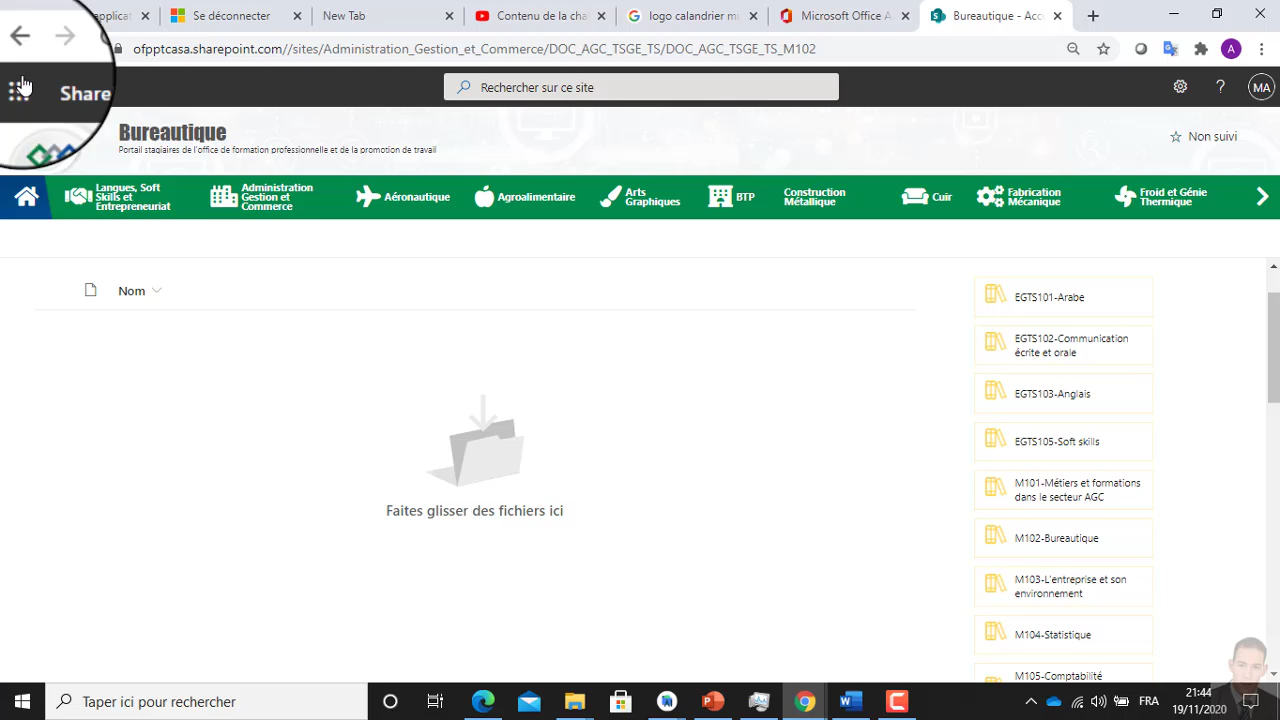 applicat
Se déconnecter
New Tab
Contenu de la cha
logo calandrier mi
Microsoft Office A
Bureautique - Acc
ofpptcasa.sharepoint.com//sites/Administration_Gestion_et_Commerce/DOC_AGC_TSGE_TS/DOC_AGC_TSGE_TS_M102
A
Share
Rechercher sur ce site
?
MA
Bureautique
Portail stagiaires de l'office de formation professionelle et de la promotion de travail
Non suivi
Langues, Soft
Skills et
Entrepreneuriat
Administration
Gestion et
Commerce
Aéronautique
Agroalimentaire
Arts
Graphiques
BTP
Construction
Métallique
Cuir
Fabrication
Mécanique
Froid et Génie
Thermique
Nom
Faites glisser des fichiers ici
EGTS101-Arabe
EGTS102-Communication
écrite et orale
EGTS103-Anglais
EGTS105-Soft skills
M101-Métiers et formations
dans le secteur AGC
M102-Bureautique
M103-L'entreprise et son
environnement
M104-Statistique
M105-Comptabilité
Taper ici pour rechercher
FRA
21:44
19/11/2020